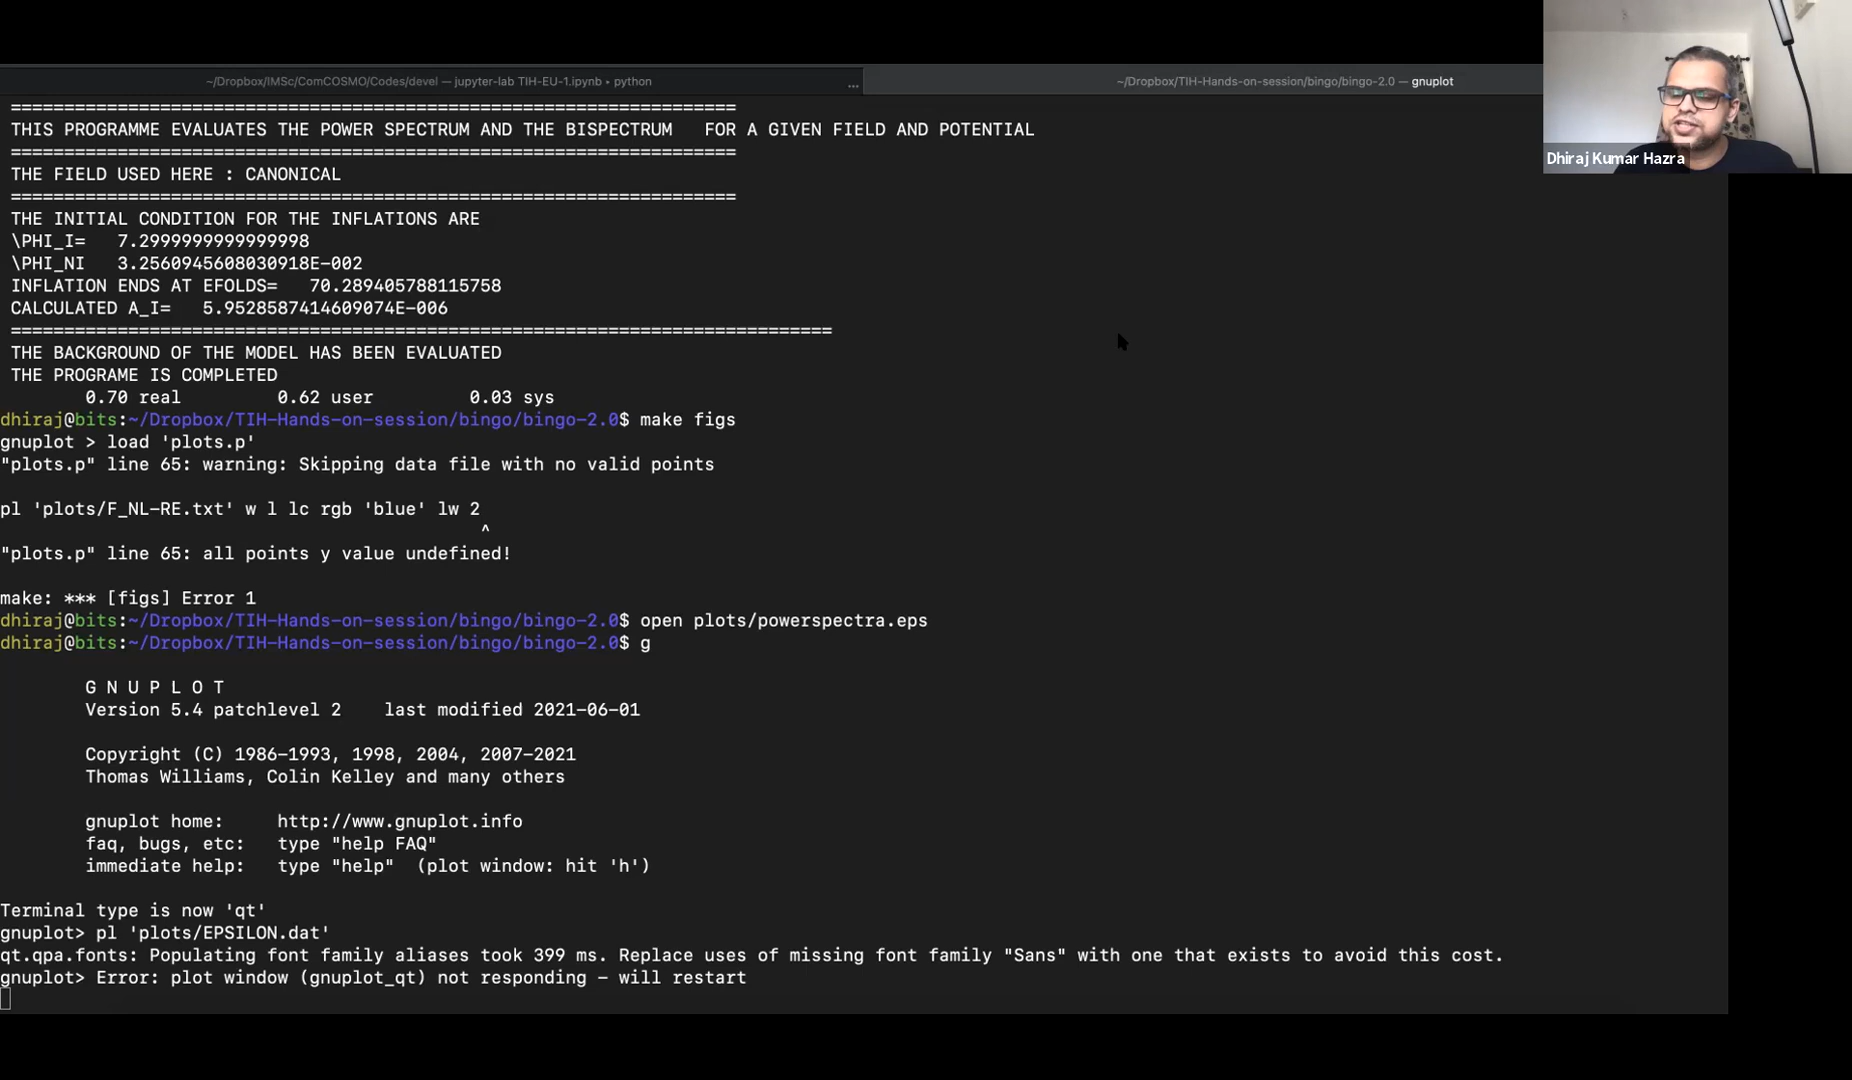 ~/Dropbox/IMSc/ComCOSMO/Codes/devel — jupyter-lab TIH-EU-1.ipynb ▸ python
...
~/Dropbox/TIH-Hands-on-session/bingo/bingo-2.0 — gnuplot
Dhiraj Kumar Hazra
====================================================================
THIS PROGRAMME EVALUATES THE POWER SPECTRUM AND THE BISPECTRUM   FOR A GIVEN FIELD AND POTENTIAL
====================================================================
THE FIELD USED HERE : CANONICAL
====================================================================
THE INITIAL CONDITION FOR THE INFLATIONS ARE
\PHI_I=   7.2999999999999998
\PHI_NI   3.2560945608030918E-002
INFLATION ENDS AT EFOLDS=   70.289405788115758
CALCULATED A_I=   5.9528587414609074E-006
=============================================================================
THE BACKGROUND OF THE MODEL HAS BEEN EVALUATED
THE PROGRAME IS COMPLETED
0.70 real         0.62 user         0.03 sys
dhiraj@bits:~/Dropbox/TIH-Hands-on-session/bingo/bingo-2.0$ make figs
gnuplot > load 'plots.p'
"plots.p" line 65: warning: Skipping data file with no valid points
pl 'plots/F_NL-RE.txt' w l lc rgb 'blue' lw 2
^
"plots.p" line 65: all points y value undefined!
make: *** [figs] Error 1
dhiraj@bits:~/Dropbox/TIH-Hands-on-session/bingo/bingo-2.0$ open plots/powerspectra.eps
dhiraj@bits:~/Dropbox/TIH-Hands-on-session/bingo/bingo-2.0$ g
G N U P L O T
Version 5.4 patchlevel 2    last modified 2021-06-01
Copyright (C) 1986-1993, 1998, 2004, 2007-2021
Thomas Williams, Colin Kelley and many others
gnuplot home:     http://www.gnuplot.info
faq, bugs, etc:   type "help FAQ"
immediate help:   type "help"  (plot window: hit 'h')
Terminal type is now 'qt'
gnuplot> pl 'plots/EPSILON.dat'
qt.qpa.fonts: Populating font family aliases took 399 ms. Replace uses of missing font family "Sans" with one that exists to avoid this cost.
gnuplot> Error: plot window (gnuplot_qt) not responding - will restart